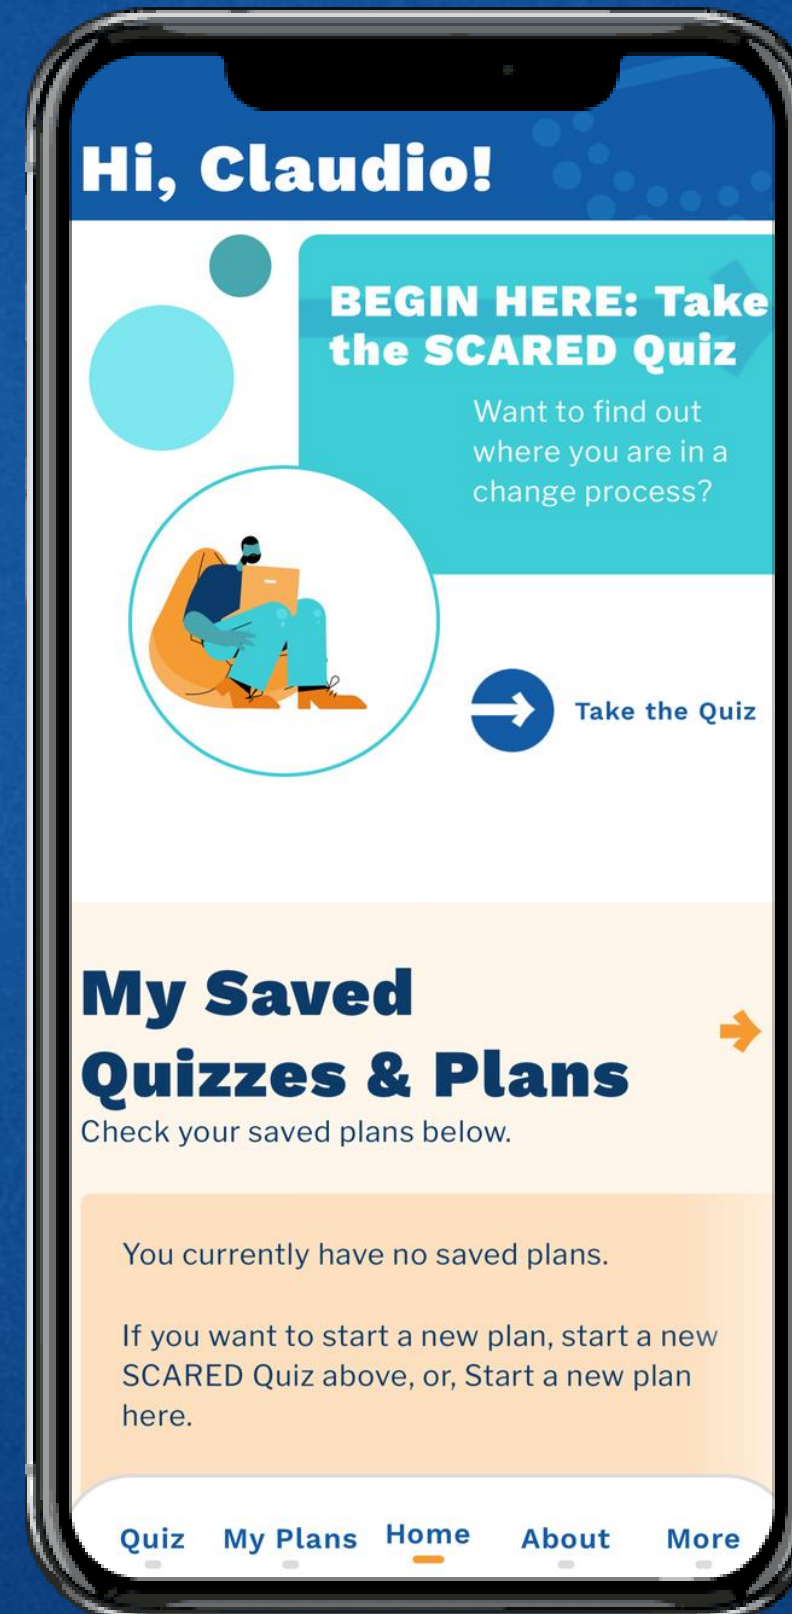 Hi, Claudio!
BEGIN HERE: Take
the SCARED Quiz
Want to find out
where you are in a
change process?
Take the Quiz
My Saved
Quizzes & Plans
Check your saved plans below.
You currently have no saved plans.
If you want to start a new plan, start a new
SCARED Quiz above, or, Start a new plan
here.
Quiz My Plans Home About More